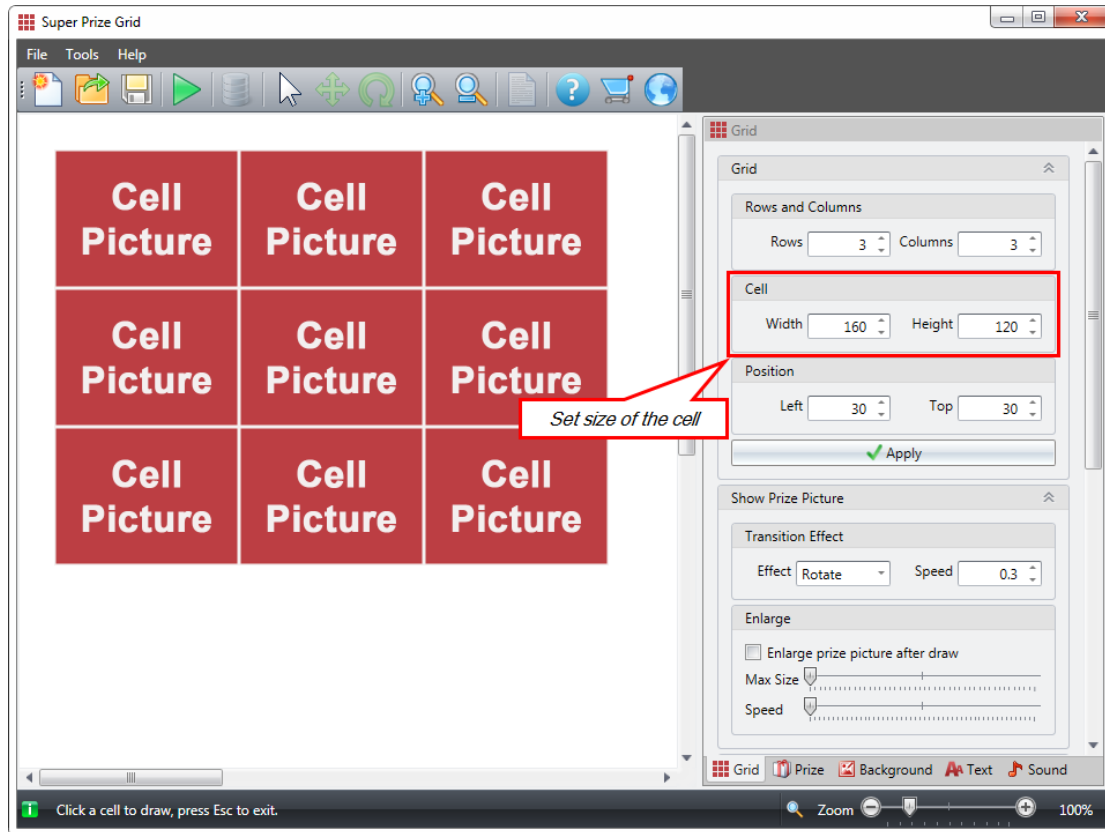 Super Prize Grid
File Tools Help
Cell Picture Cell Picture Cell Picture
Cell Picture Cell Picture Cell Picture
Cell Picture Cell Picture Cell Picture
Set size of the cell
Grid
Grid
Rows and Columns
Rows 3 Columns 3
Cell
Width 160 Height 120
Position
Left 30 Top 30
Apply
Show Prize Picture
Transition Effect
Effect Rotate Speed 0.3
Enlarge
Enlarge prize picture after draw
Max Size
Speed
Grid Prize Background Text Sound
Click a cell to draw, press Esc to exit. Zoom 100%